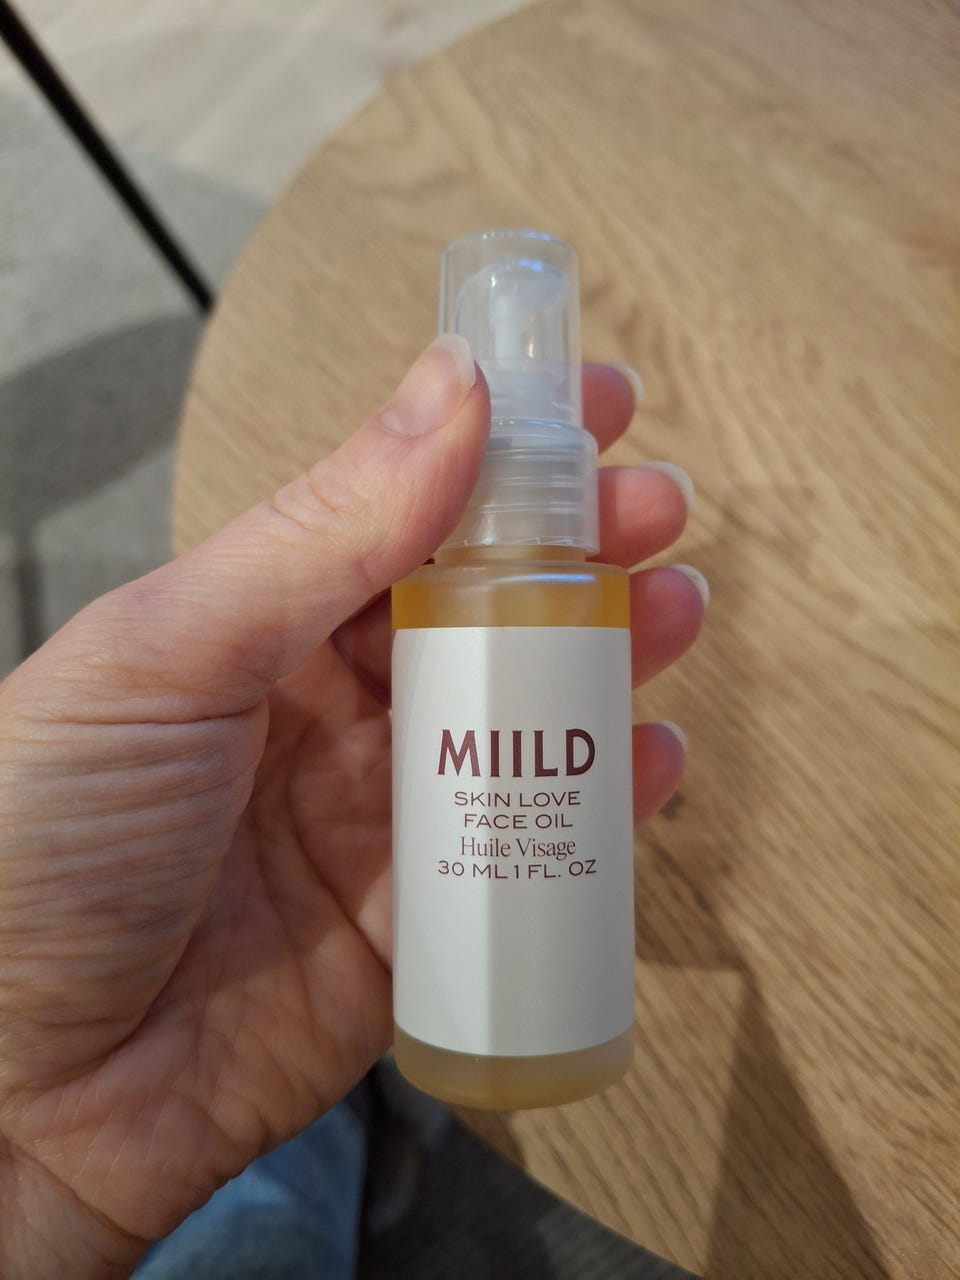 MIILD
SKIN LOVE
FACE OIL
Huile Visage
30 ML 1 FL. OZ